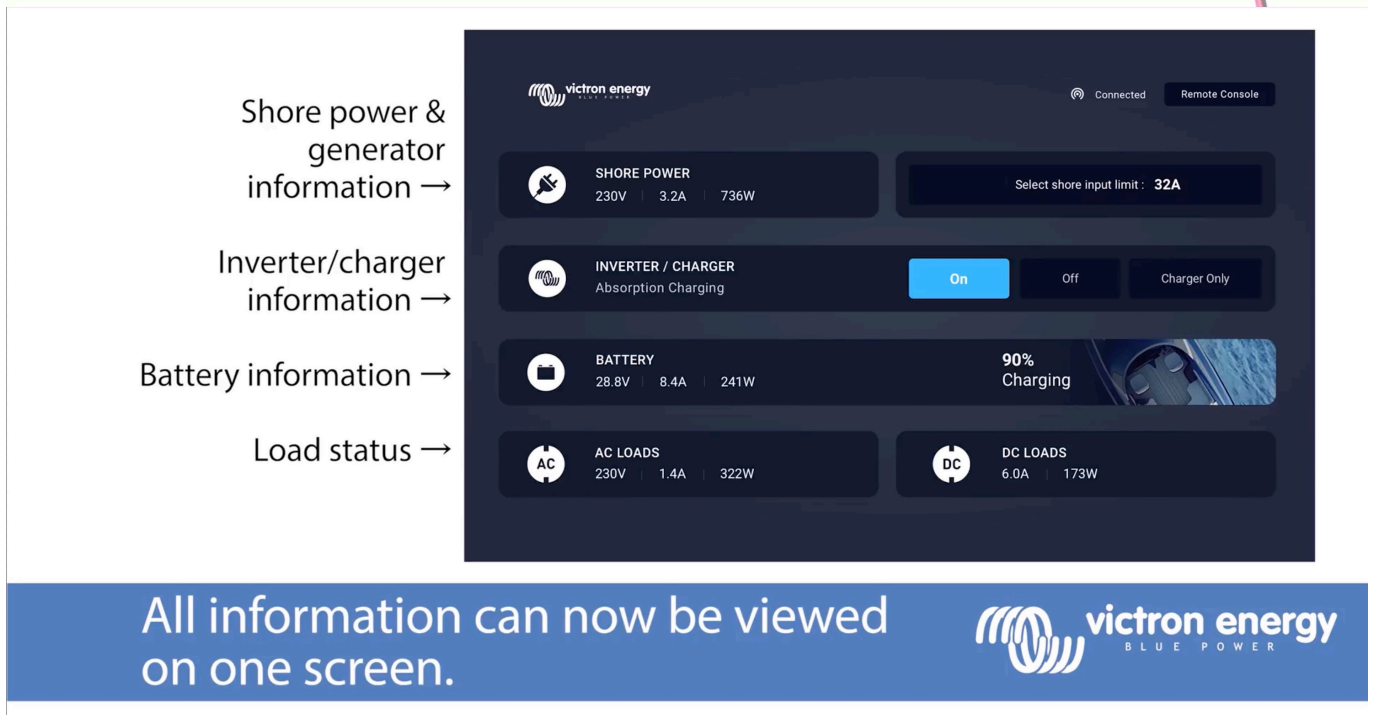 Shore power &
generator
information →
Inverter/charger
information →
Battery information →
Load status →
victron energy
BLUE POWER
Connected
Remote Console
SHORE POWER
230V | 3.2A | 736W
Select shore input limit : 32A
INVERTER / CHARGER
Absorption Charging
On
Off
Charger Only
BATTERY
28.8V | 8.4A | 241W
90%
Charging
AC
AC LOADS
230V | 1.4A | 322W
DC
DC LOADS
6.0A | 173W
All information can now be viewed
on one screen.
victron energy
BLUE POWER